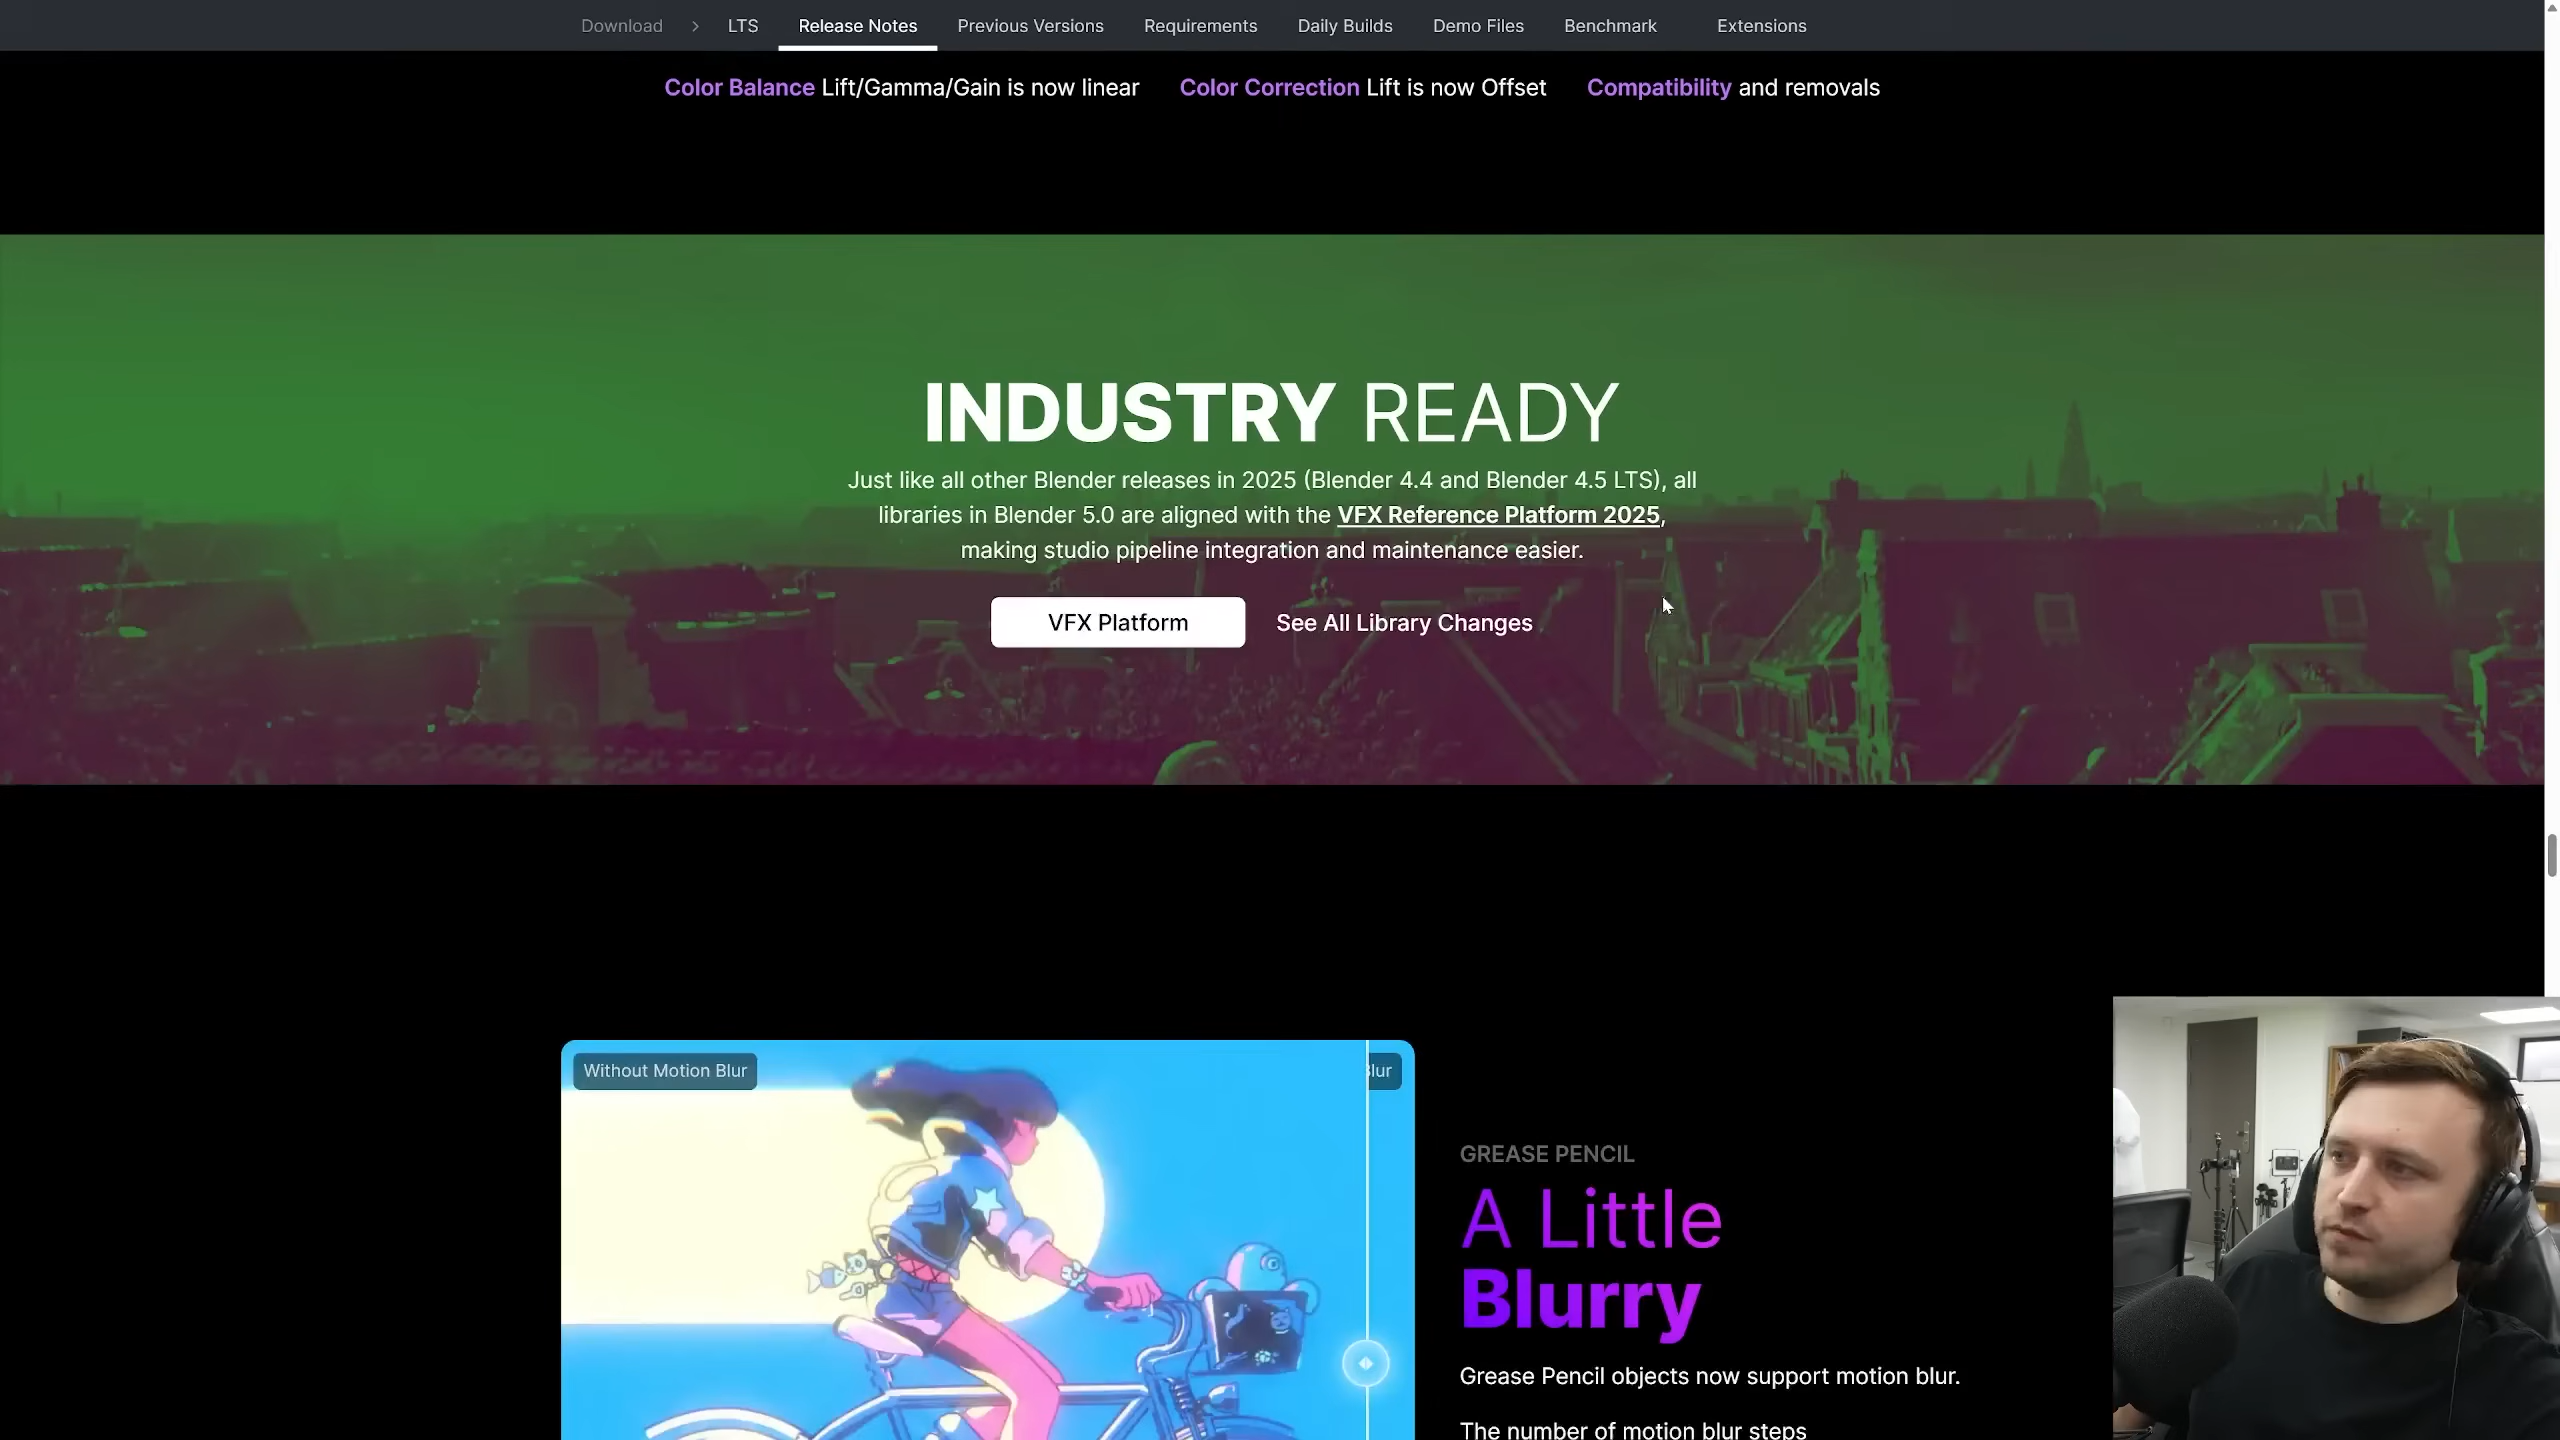 Download > LTS Release Notes Previous Versions Requirements Daily Builds Demo Files Benchmark Extensions
Color Balance Lift/Gamma/Gain is now linear Color Correction Lift is now Offset Compatibility and removals
INDUSTRY READY
Just like all other Blender releases in 2025 (Blender 4.4 and Blender 4.5 LTS), all
libraries in Blender 5.0 are aligned with the VFX Reference Platform 2025,
making studio pipeline integration and maintenance easier.
VFX Platform See All Library Changes
Without Motion Blur
lur
GREASE PENCIL
A Little
Blurry
Grease Pencil objects now support motion blur.
The number of motion blur steps